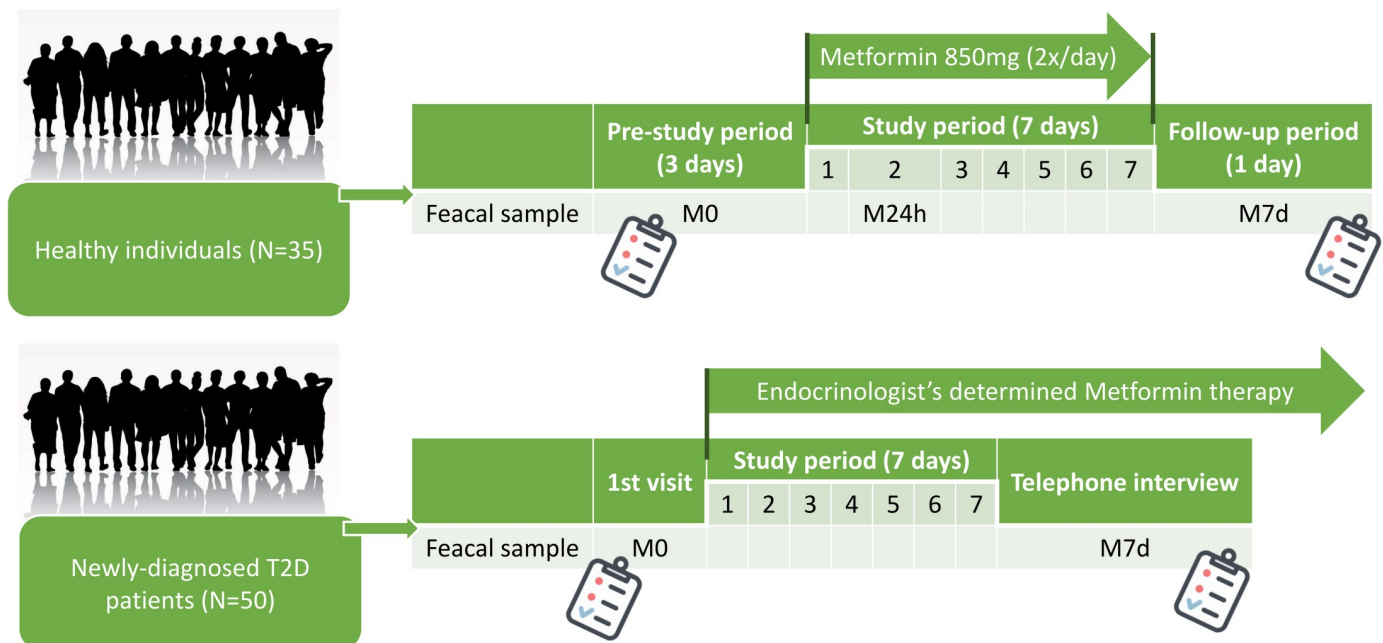 Metformin 850mg (2x/day)
Pre-study period
(3 days)
Study period (7 days)
Follow-up period
(1 day)
1 2 3 4 5 6 7
Feacal sample M0 M24h M7d
Healthy individuals (N=35)
Endocrinologist's determined Metformin therapy
1st visit
Study period (7 days)
Telephone interview
1 2 3 4 5 6 7
Feacal sample M0 M7d
Newly-diagnosed T2D
patients (N=50)